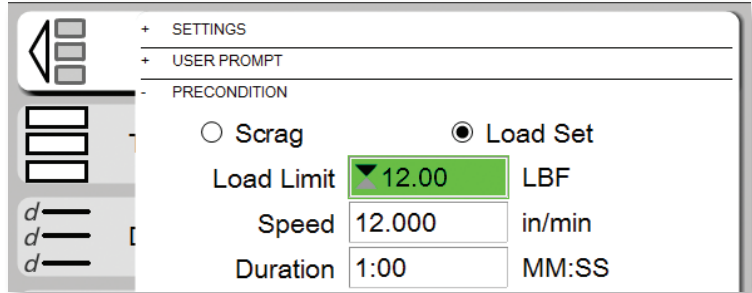 + SETTINGS
+ USER PROMPT
- PRECONDITION
Scrag Load Set
Load Limit 12.00 LBF
Speed 12.000 in/min
d
d
d
Duration 1:00 MM:SS